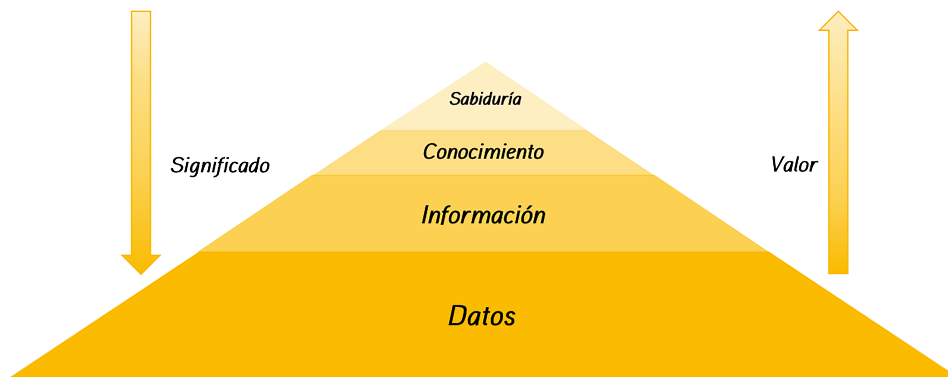 Sabiduría
Conocimiento
Significado
Valor
Información
Datos